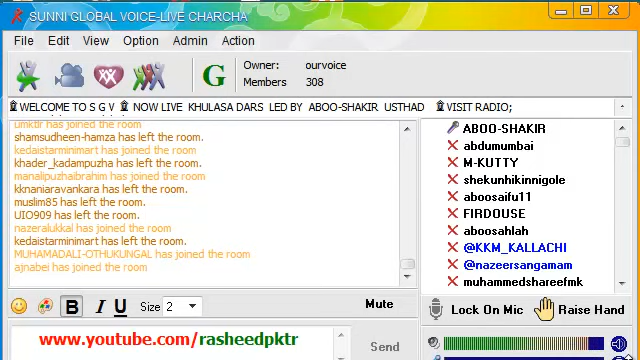 SUNNI GLOBAL VOICE-LIVE CHARCHA
File Edit View Option Admin Action
G
Owner: ourvoice
Members 308
WELCOME TO S G V NOW LIVE KHULASA DARS LED BY ABOO-SHAKIR USTHAD VISIT RADIO;
umktlr has joined the room
shamsudheen-hamza has left the room.
kedaistarminimart has joined the room
khader_kadampuzha has left the room.
manalipuzhaibrahim has joined the room
kknaniaravankara has left the room.
muslim85 has left the room.
UIO909 has left the room.
nazeralukkal has joined the room
kedaistarminimart has left the room.
MUHAMADALI-OTHUKUNGAL has joined the room
ajnabei has joined the room
ABOO-SHAKIR
abdumumbai
M-KUTTY
shekunhikinnigole
aboosaifu11
FIRDOUSE
aboosahlah
@KKM_KALLACHI
@nazeersangamam
muhammedshareefmk
B I U Size 2 Mute
Lock On Mic Raise Hand
www.youtube.com/rasheedpktr
Send